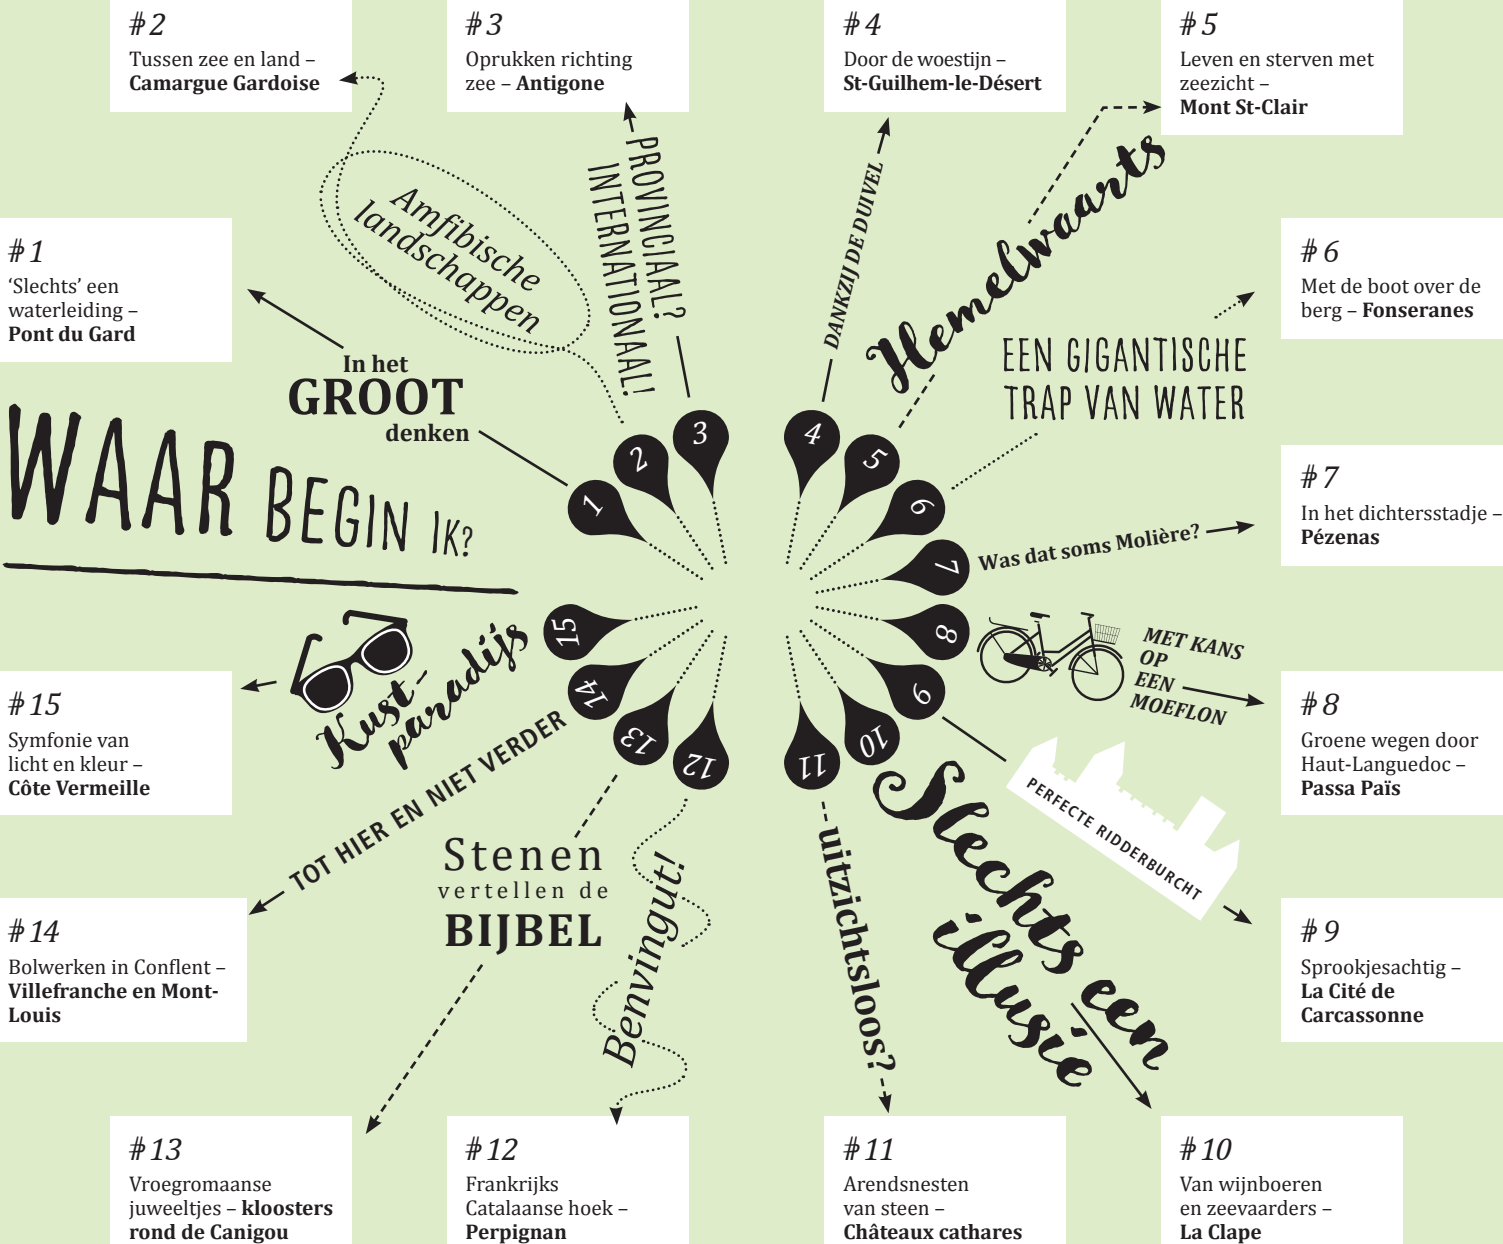 #2
Tussen zee en land –
Camargue Gardoise
#3
Oprukken richting
zee – Antigone
#4
Door de woestijn –
St-Guilhem-le-Désert
#5
Leven en sterven met
zeezicht –
Mont St-Clair
#1
‘Slechts’ een
waterleiding –
Pont du Gard
In het
GROOT
denken
Amfibische
landschappen
PROVINCIAAL?
INTERNATIONAAL!
DANKZIJ DE DUIVEL
Hemelwaarts
#6
Met de boot over de
berg – Fonseranes
EEN GIGANTISCHE
TRAP VAN WATER
WAAR BEGIN IK?
1
2
3
4
5
6
7
8
9
10
11
12
13
14
15
#7
In het dichtersstadje –
Pézenas
Was dat soms Molière?
MET KANS
OP
EEN
MOEFLON
#8
Groene wegen door
Haut-Languedoc –
Passa Païs
#15
Symfonie van
licht en kleur –
Côte Vermeille
Kust-
paradijs
TOT HIER EN NIET VERDER
Stenen
vertellen de
BIJBEL
Benvingut!
uitzichtsloos?
Slechts een
illusie
PERFECTE RIDDERBURCHT
#14
Bolwerken in Conflent –
Villefranche en Mont-
Louis
#9
Sprookjesachtig –
La Cité de
Carcassonne
#13
Vroegromaanse
juweeltjes – kloosters
rond de Canigou
#12
Frankrijks
Catalaanse hoek –
Perpignan
#11
Arendsnesten
van steen –
Châteaux cathares
#10
Van wijnboeren
en zeevaarders –
La Clape